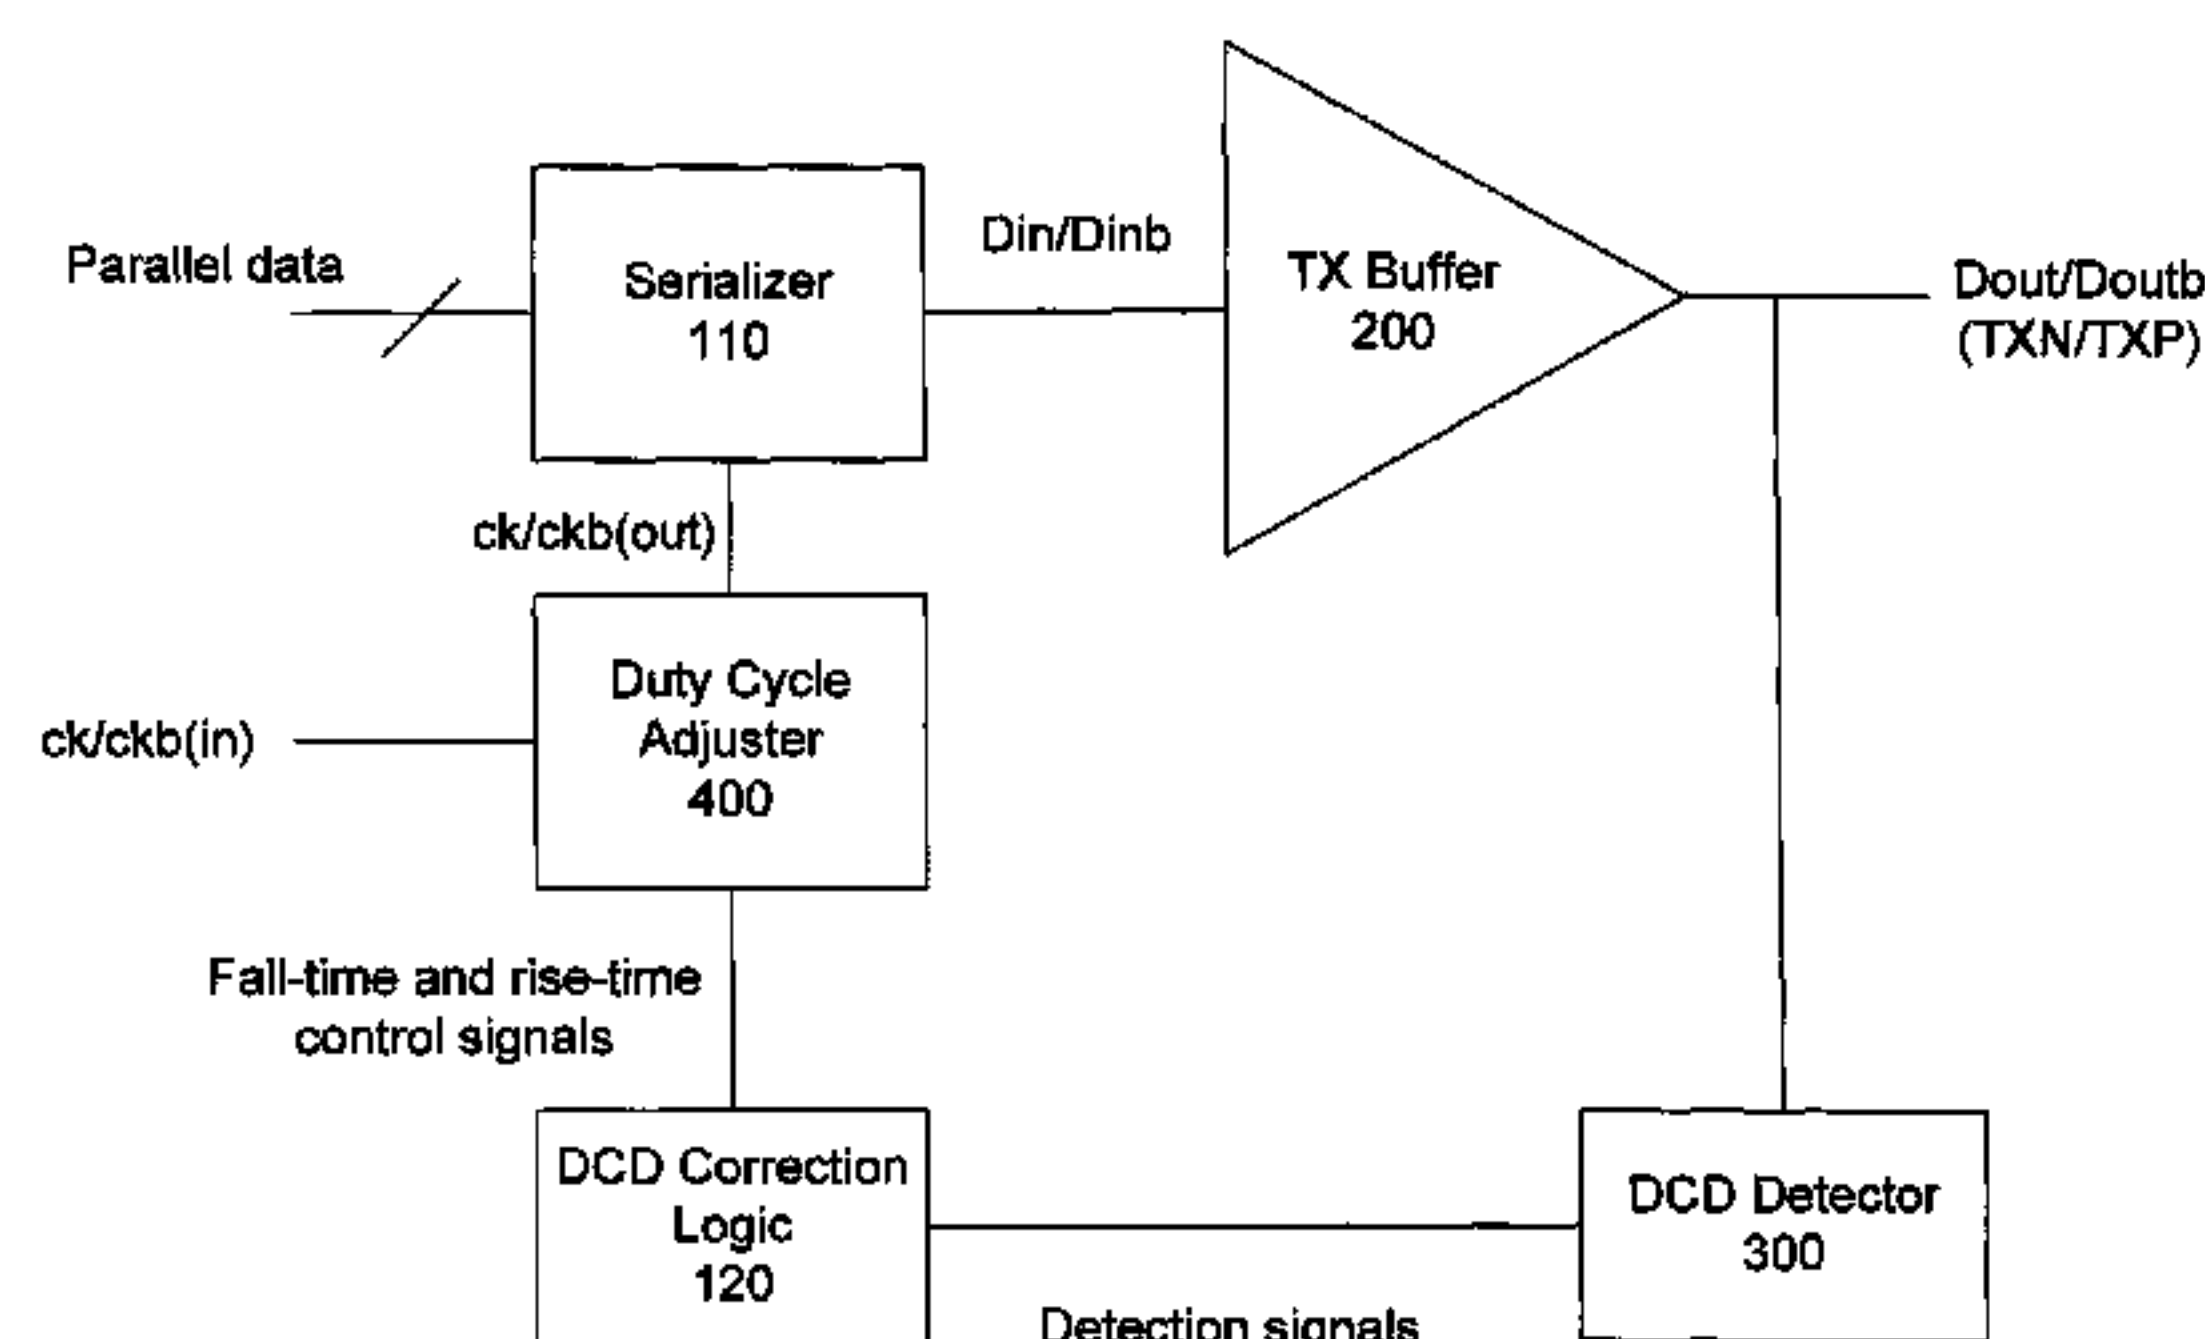 Parallel data
Serializer
110
Din/Dinb
TX Buffer
200
Dout/Doutb
(TXN/TXP)
ck/ckb(out)
ck/ckb(in)
Duty Cycle
Adjuster
400
Fall-time and rise-time
control signals
DCD Correction
Logic
120
DCD Detector
300
Detection signals